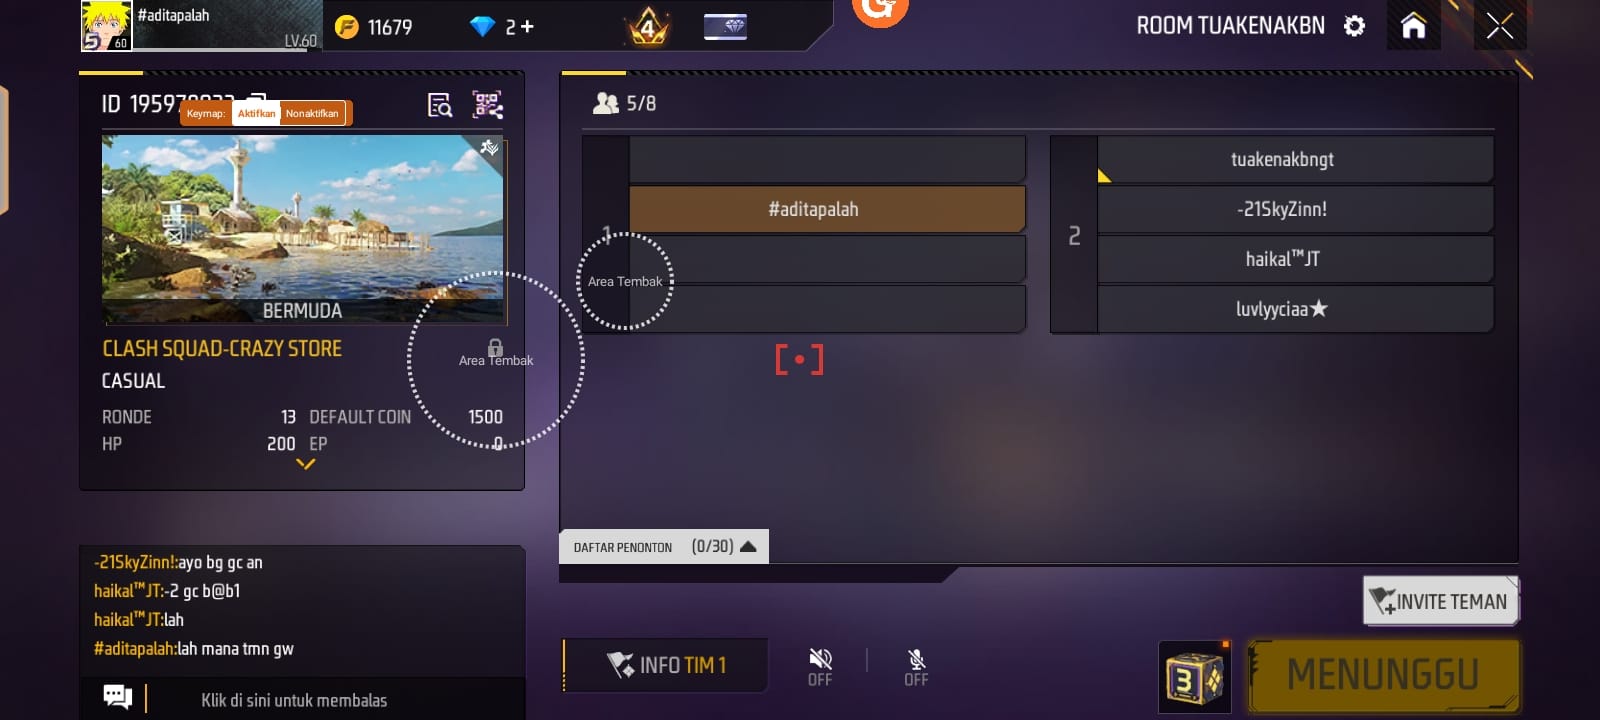 #aditapalah
5
60
LV.60
11679
2 +
4
ROOM TUAKENAKBN
ID
Keymap: Aktifkan Nonaktifkan
BERMUDA
CLASH SQUAD-CRAZY STORE
CASUAL
RONDE 13 DEFAULT COIN 1500
HP 200 EP 0
Area Tembak
5/8
1
#aditapalah
Area Tembak
2
tuakenakbngt
-21SkyZinn!
haikal™JT
luvlyyciaa★
DAFTAR PENONTON (0/30)
-21SkyZinn!:ayo bg gc an
haikal™JT:-2 gc b@b1
haikal™JT:lah
#aditapalah:lah mana tmn gw
Klik di sini untuk membalas
INFO TIM 1
OFF
OFF
INVITE TEMAN
3
MENUNGGU